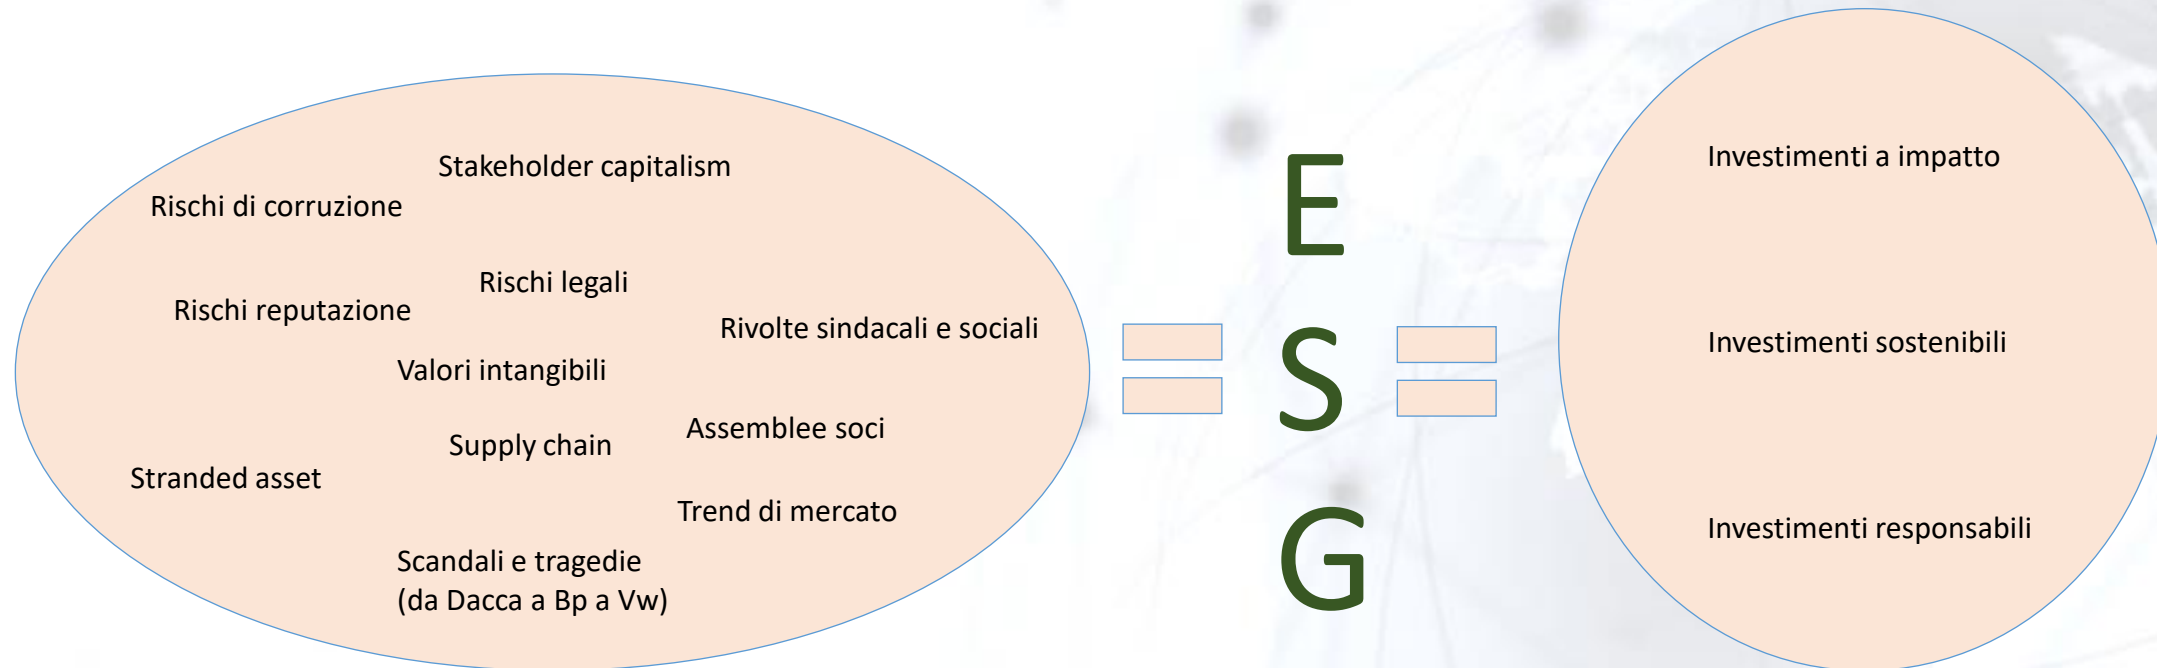 Stakeholder capitalism
Rischi di corruzione
Rischi legali
Rischi reputazione
Rivolte sindacali e sociali
Valori intangibili
Assemblee soci
Supply chain
Stranded asset
Trend di mercato
Scandali e tragedie
(da Dacca a Bp a Vw)
E
S
G
Investimenti a impatto
Investimenti sostenibili
Investimenti responsabili